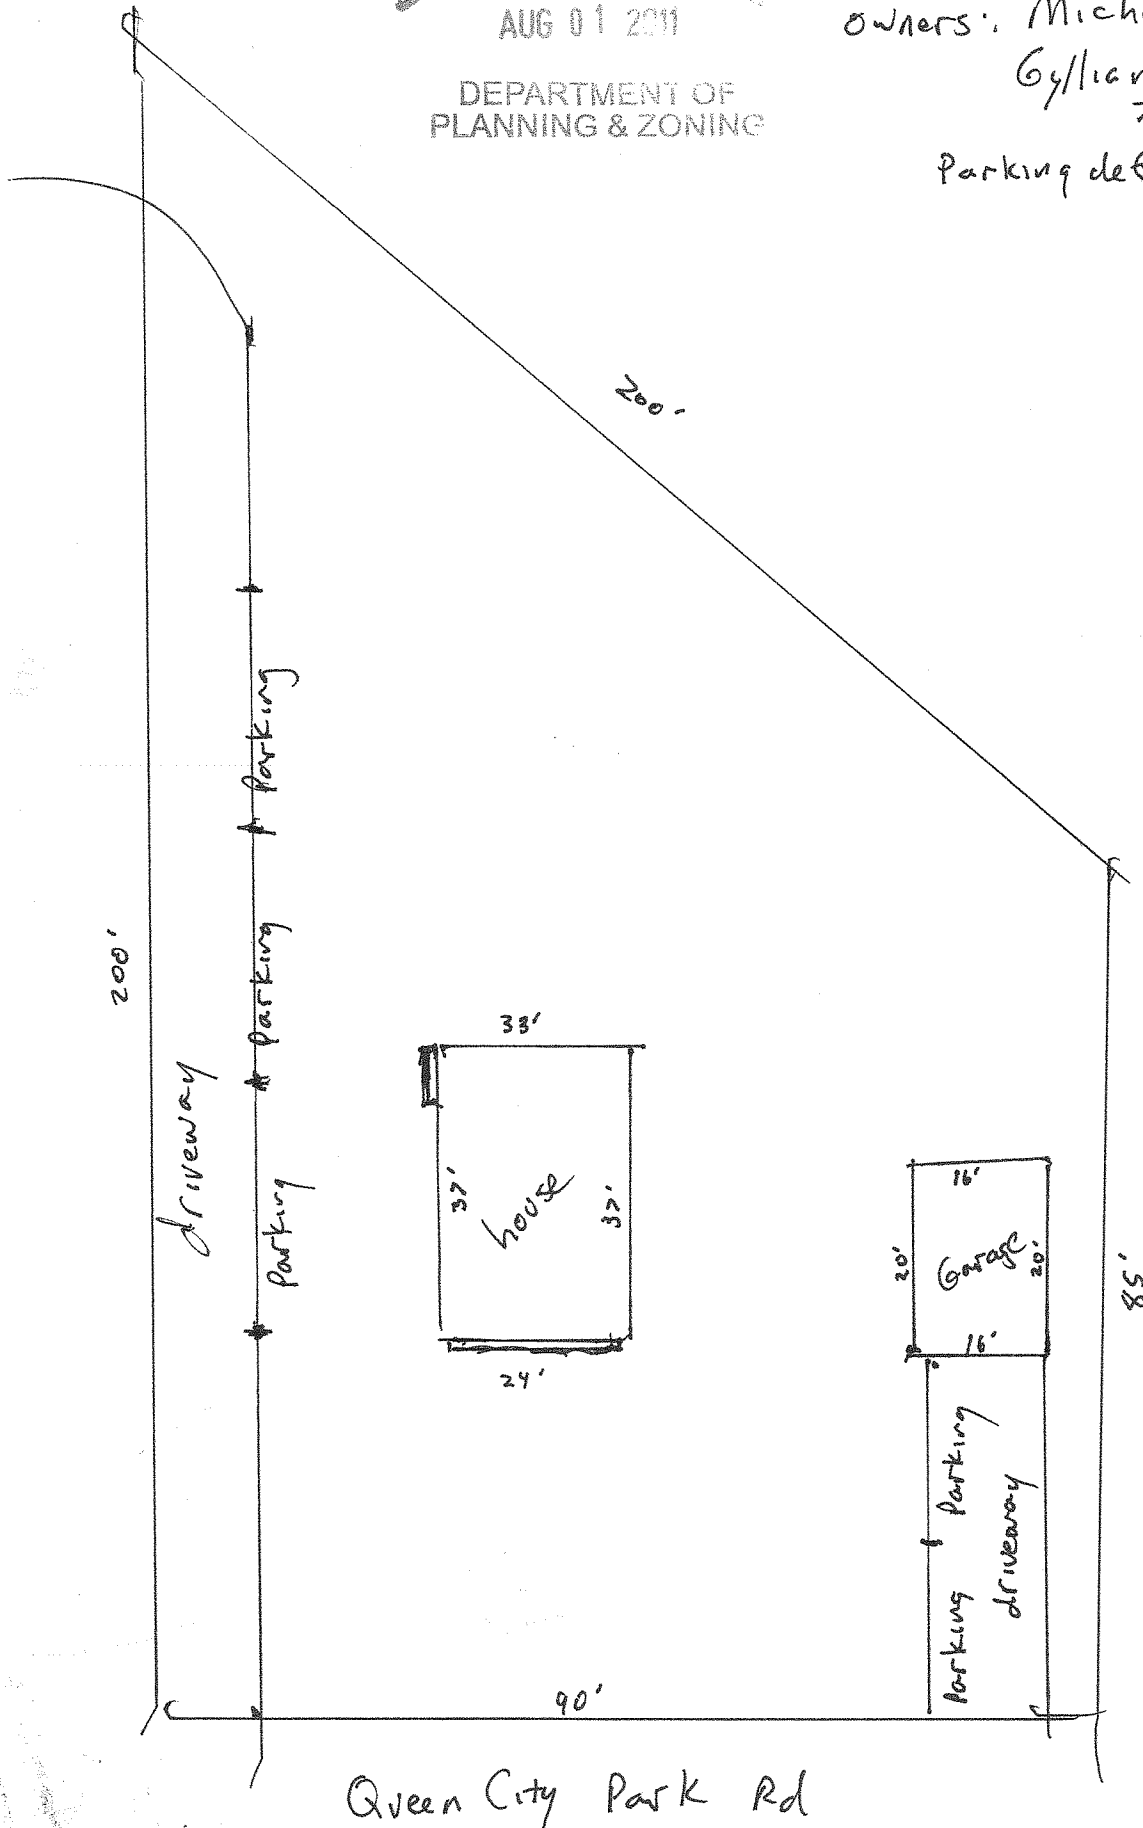 AUG 01 2011
DEPARTMENT OF
PLANNING & ZONING
owners: Mich
Gyllian
Parking det
200'
200'
driveway
Parking
Parking
Parking
33'
37'
house
37'
24'
16'
20'
Garage
20'
16'
85'
Parking
Parking
driveway
90'
Queen City Park Rd